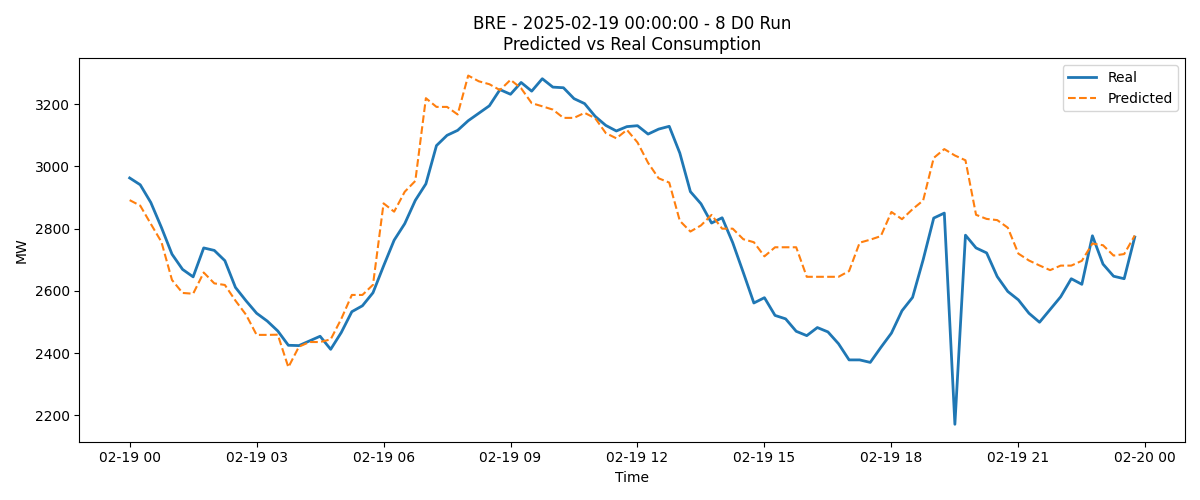 BRE - 2025-02-19 00:00:00 - 8 D0 Run
Predicted vs Real Consumption
Real
Predicted
MW
3200
3000
2800
2600
2400
2200
02-19 00
02-19 03
02-19 06
02-19 09
02-19 12
02-19 15
02-19 18
02-19 21
02-20 00
Time